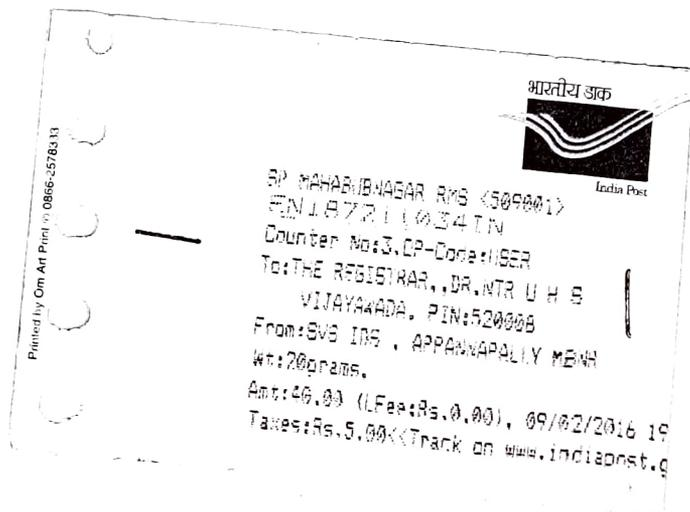 भारतीय डाक
India Post
SP MAHABUBNAGAR RMS <509001>
Counter No:3,OP-Code:USER
To:THE REGISTRAR,,DR.NTR U H S
VIJAYAWADA, PIN:520008
From:SVS IDS , APPANNAPALLY MBNR
Wt:20grams,
Amt:40.00 (LFee:Rs.0.00), 09/02/2016 19
Taxes:Rs.5.00<<Track on www.indiapost.g
Printed by Om Art Print © 0866-2578333